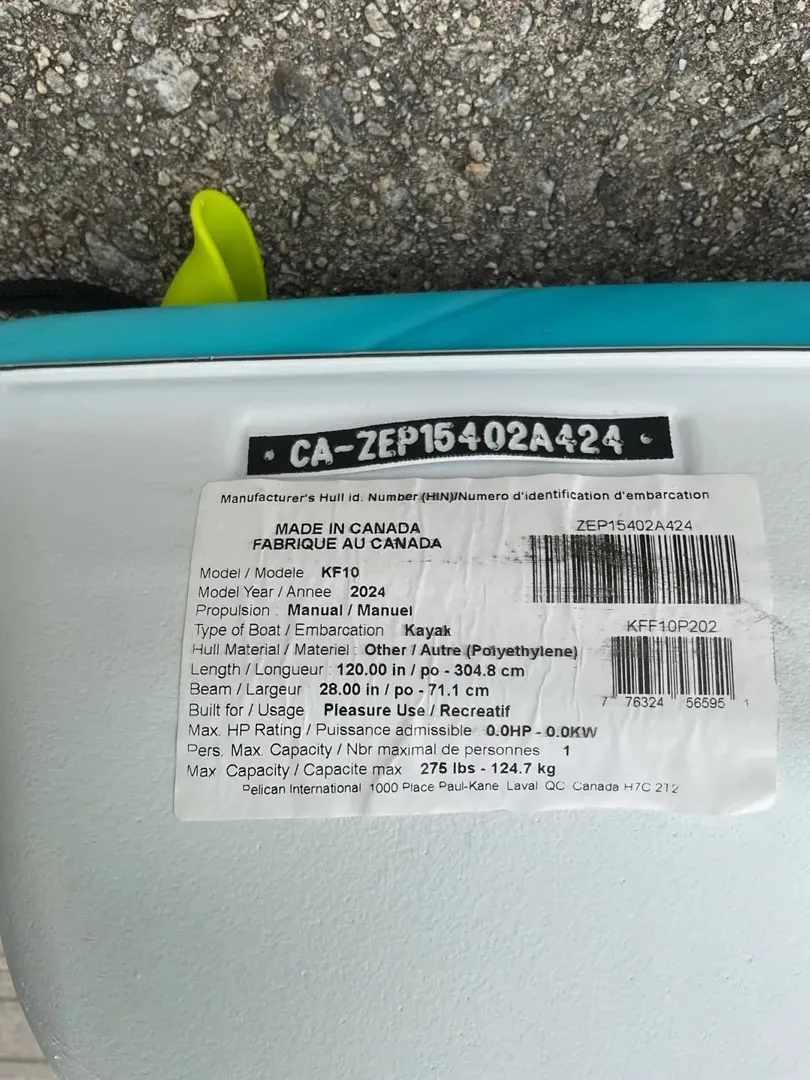 CA-ZEP15402A424
Manufacturer's Hull id. Number (HIN)/Numero d'identification d'embarcation
MADE IN CANADA
FABRIQUE AU CANADA
ZEP15402A424
Model / Modele KF10
Model Year / Annee 2024
Propulsion : Manual / Manuel
Type of Boat / Embarcation Kayak
KFF10P202
Hull Material / Materiel : Other / Autre (Polyethylene)
Length / Longueur : 120.00 in / po - 304.8 cm
Beam / Largeur 28.00 in / po - 71.1 cm
7 76324 56595 1
Built for / Usage Pleasure Use / Recreatif
Max. HP Rating / Puissance admissible 0.0HP - 0.0KW
Pers. Max. Capacity / Nbr maximal de personnes 1
Max Capacity / Capacite max 275 lbs - 124.7 kg
Pelican International 1000 Place Paul-Kane Laval QC Canada H7C 2T2